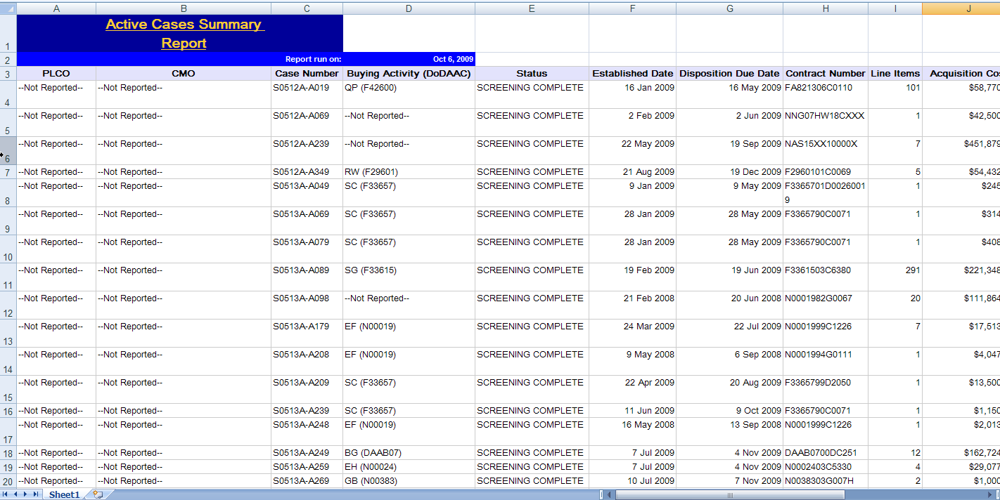 A B C D E F G H I J
1 Active Cases Summary
Report
2 Report run on: Oct 6, 2009
3 PLCO CMO Case Number Buying Activity (DoDAAC) Status Established Date Disposition Due Date Contract Number Line Items Acquisition Cos
4 --Not Reported-- --Not Reported-- S0512A-A019 QP (F42600) SCREENING COMPLETE 16 Jan 2009 16 May 2009 FA821306C0110 101 $58,770
5 --Not Reported-- --Not Reported-- S0512A-A069 --Not Reported-- SCREENING COMPLETE 2 Feb 2009 2 Jun 2009 NNG07HW18CXXX 1 $42,500
6 --Not Reported-- --Not Reported-- S0512A-A239 --Not Reported-- SCREENING COMPLETE 22 May 2009 19 Sep 2009 NAS15XX10000X 7 $451,879
7 --Not Reported-- --Not Reported-- S0512A-A349 RW (F29601) SCREENING COMPLETE 21 Aug 2009 19 Dec 2009 F2960101C0069 5 $54,432
8 --Not Reported-- --Not Reported-- S0513A-A049 SC (F33657) SCREENING COMPLETE 9 Jan 2009 9 May 2009 F3365701D0026001 1 $245
9
9 --Not Reported-- --Not Reported-- S0513A-A069 SC (F33657) SCREENING COMPLETE 28 Jan 2009 28 May 2009 F3365790C0071 1 $314
10 --Not Reported-- --Not Reported-- S0513A-A079 SC (F33657) SCREENING COMPLETE 28 Jan 2009 28 May 2009 F3365790C0071 1 $408
11 --Not Reported-- --Not Reported-- S0513A-A089 SG (F33615) SCREENING COMPLETE 19 Feb 2009 19 Jun 2009 F3361503C6380 291 $221,348
12 --Not Reported-- --Not Reported-- S0513A-A098 --Not Reported-- SCREENING COMPLETE 21 Feb 2008 20 Jun 2008 N0001982G0067 20 $111,864
13 --Not Reported-- --Not Reported-- S0513A-A179 EF (N00019) SCREENING COMPLETE 24 Mar 2009 22 Jul 2009 N0001999C1226 7 $17,513
14 --Not Reported-- --Not Reported-- S0513A-A208 EF (N00019) SCREENING COMPLETE 9 May 2008 6 Sep 2008 N0001994G0111 1 $4,047
15 --Not Reported-- --Not Reported-- S0513A-A209 SC (F33657) SCREENING COMPLETE 22 Apr 2009 20 Aug 2009 F3365799D2050 1 $13,500
16 --Not Reported-- --Not Reported-- S0513A-A239 SC (F33657) SCREENING COMPLETE 11 Jun 2009 9 Oct 2009 F3365790C0071 1 $1,150
17 --Not Reported-- --Not Reported-- S0513A-A248 EF (N00019) SCREENING COMPLETE 16 May 2008 13 Sep 2008 N0001999C1226 1 $2,013
18 --Not Reported-- --Not Reported-- S0513A-A249 BG (DAAB07) SCREENING COMPLETE 7 Jul 2009 4 Nov 2009 DAAB0700DC251 12 $162,724
19 --Not Reported-- --Not Reported-- S0513A-A259 EH (N00024) SCREENING COMPLETE 7 Jul 2009 4 Nov 2009 N0002403C5330 4 $29,077
20 --Not Reported-- --Not Reported-- S0513A-A269 GB (N00383) SCREENING COMPLETE 10 Jul 2009 7 Nov 2009 N0038303G007H 2 $1,000
Sheet1